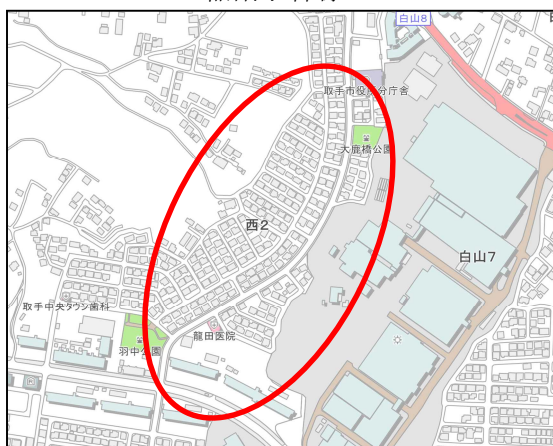 白山8
取手市役所分庁舎
大鹿橋公園
西2
白山7
取手中央タウン歯科
龍田医院
羽中公園